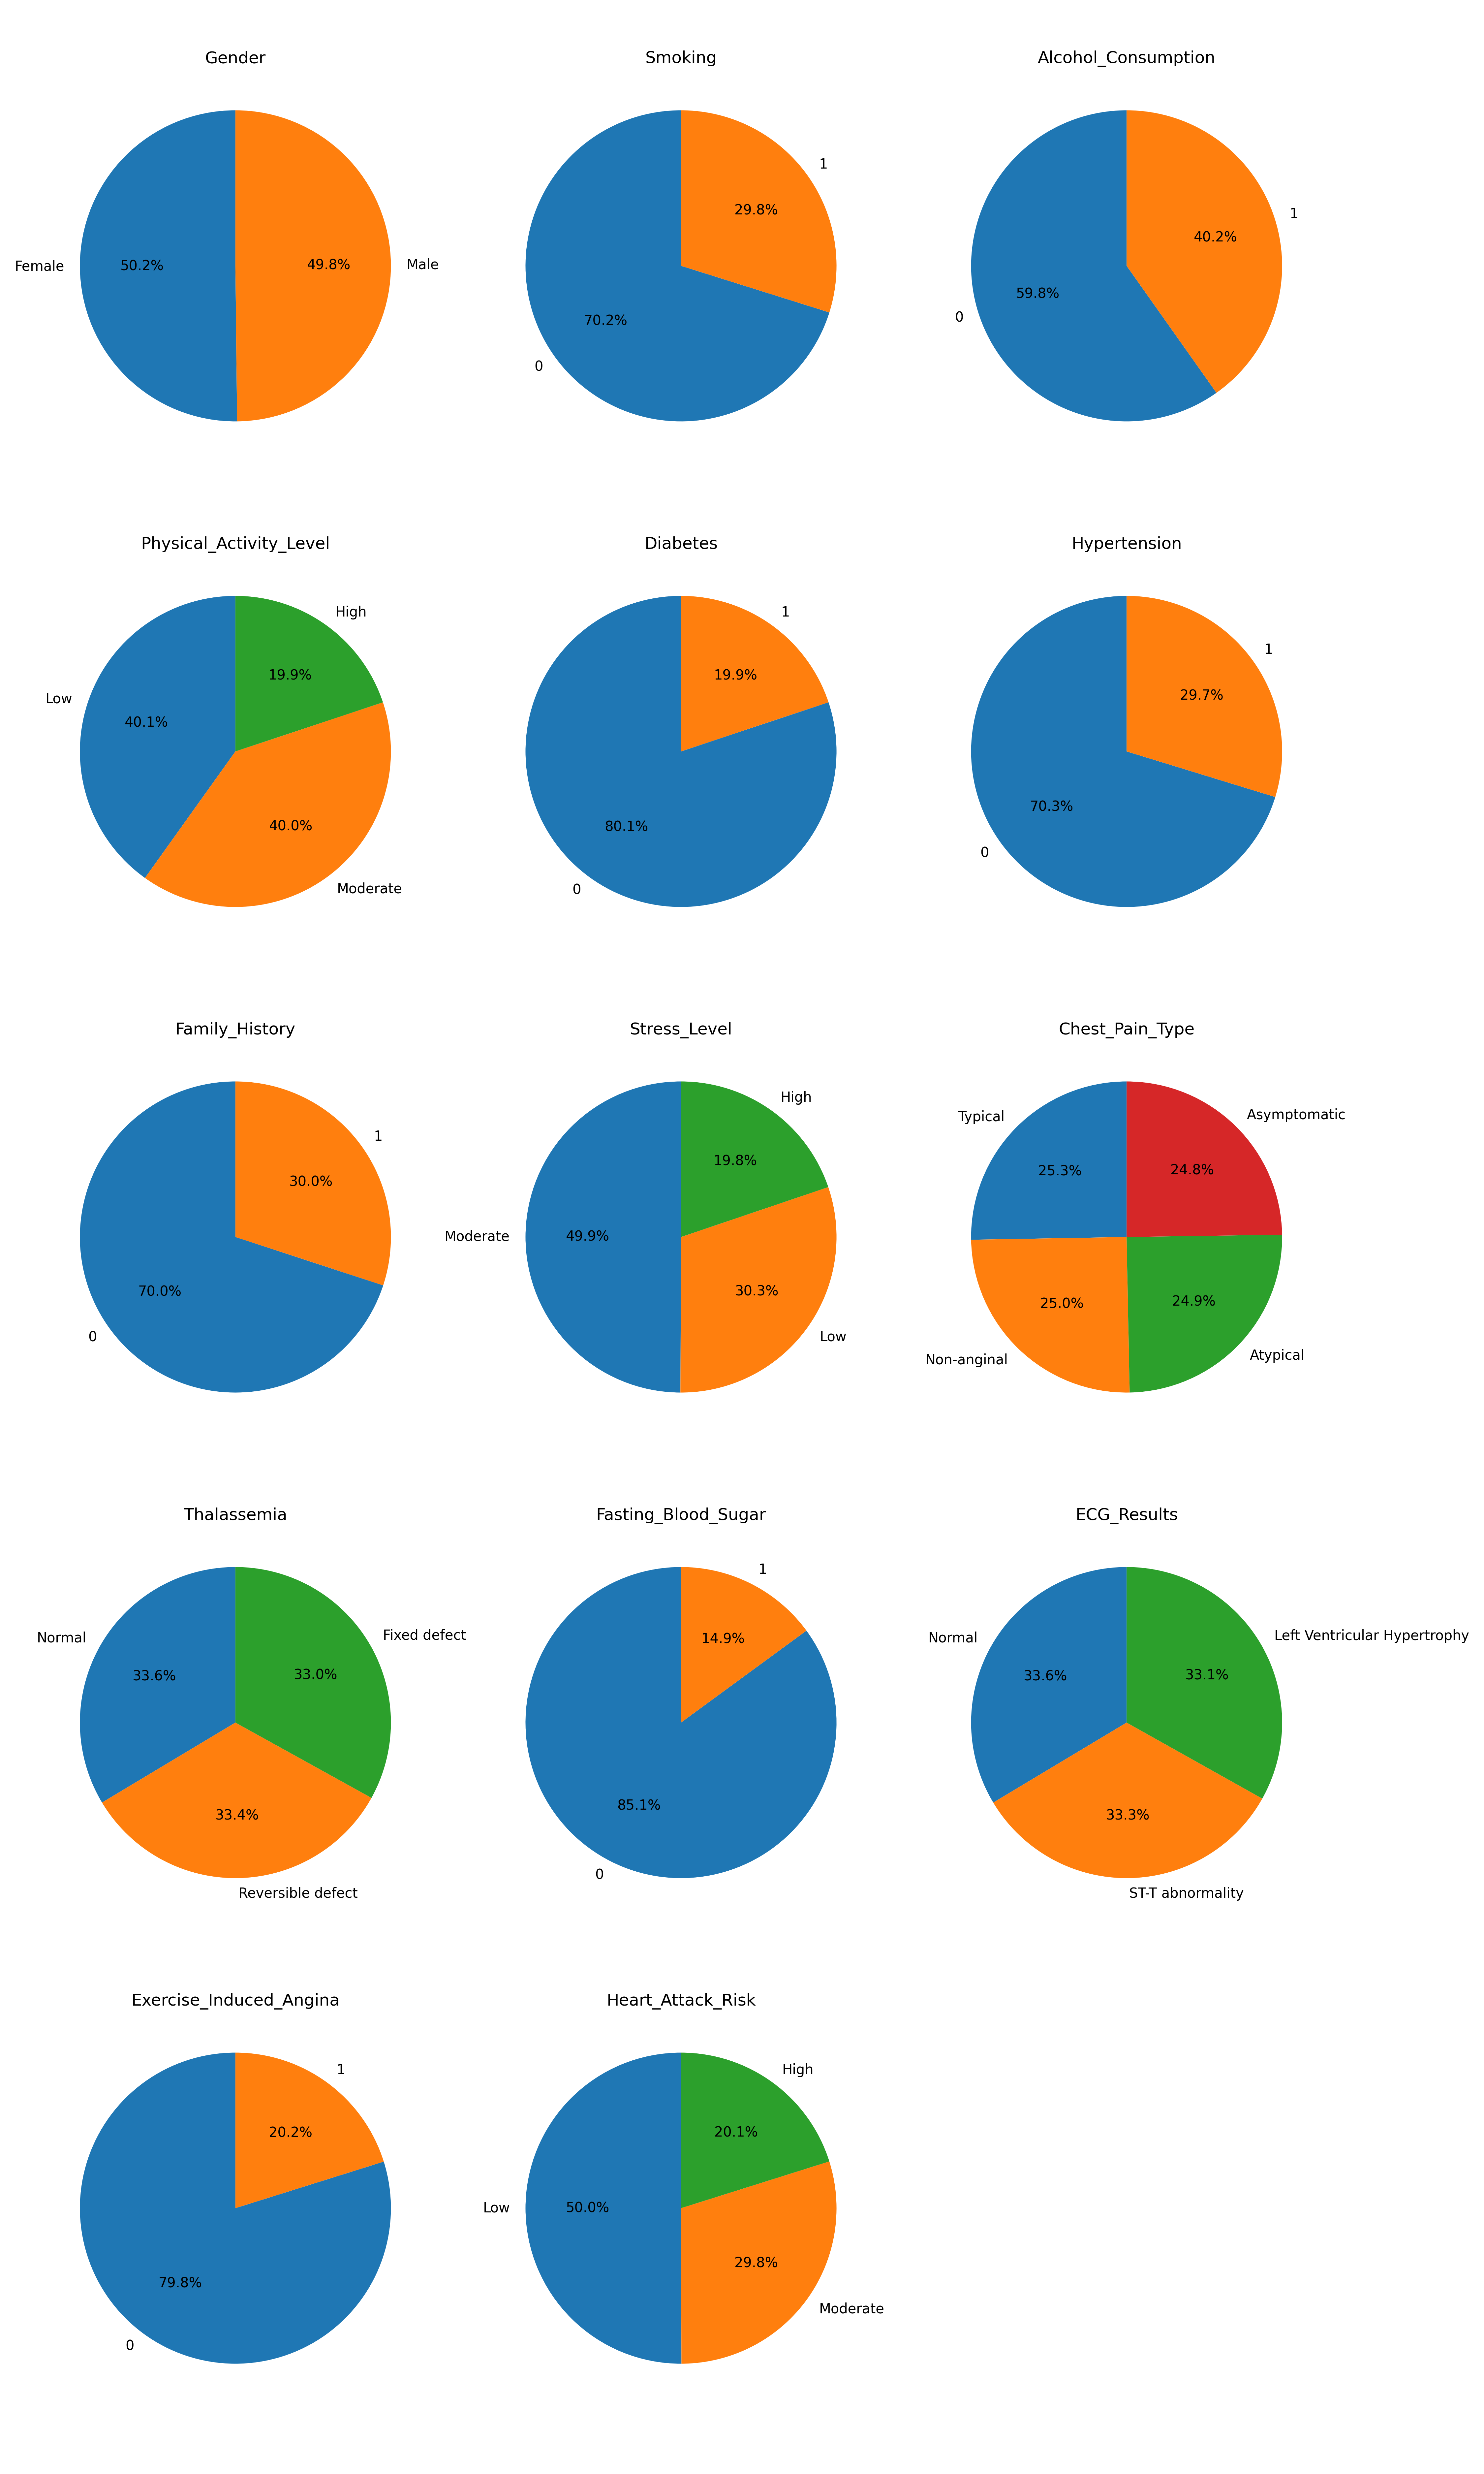 Gender
Female
50.2%
49.8%
Male
Smoking
1
29.8%
70.2%
0
Alcohol_Consumption
1
40.2%
59.8%
0
Physical_Activity_Level
High
19.9%
Low
40.1%
40.0%
Moderate
Diabetes
1
19.9%
80.1%
0
Hypertension
1
29.7%
70.3%
0
Family_History
1
30.0%
70.0%
0
Stress_Level
High
19.8%
Moderate
49.9%
30.3%
Low
Chest_Pain_Type
Typical
Asymptomatic
25.3%
24.8%
25.0%
24.9%
Non-anginal
Atypical
Thalassemia
Normal
Fixed defect
33.6%
33.0%
33.4%
Reversible defect
Fasting_Blood_Sugar
1
14.9%
85.1%
0
ECG_Results
Normal
Left Ventricular Hypertrophy
33.6%
33.1%
33.3%
ST-T abnormality
Exercise_Induced_Angina
1
20.2%
79.8%
0
Heart_Attack_Risk
High
20.1%
Low
50.0%
29.8%
Moderate